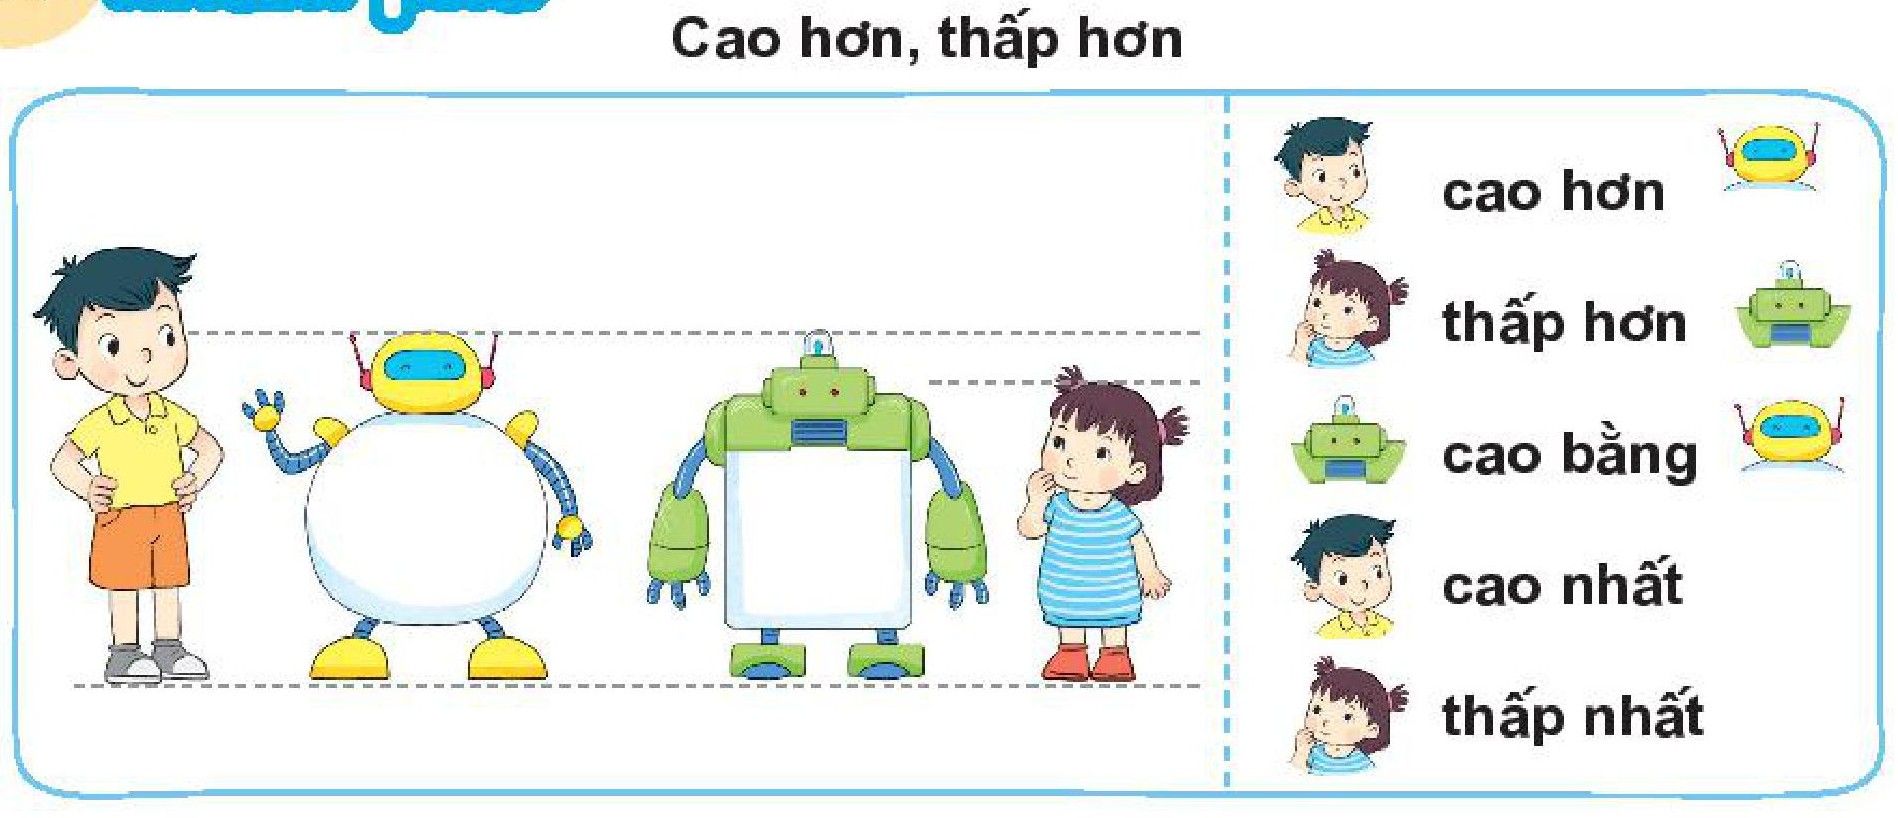 Cao hơn, thấp hơn
cao hơn
thấp hơn
cao bằng
cao nhất
thấp nhất